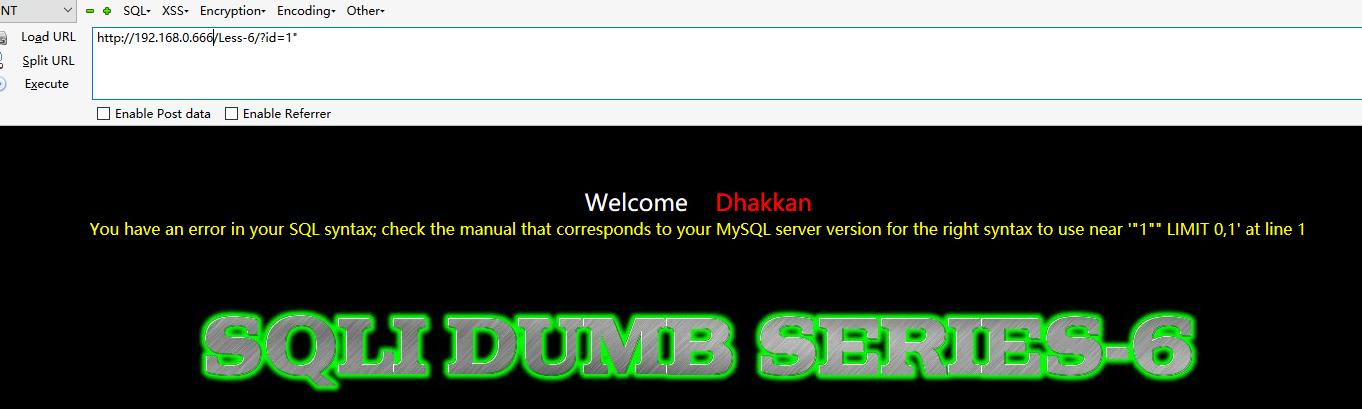 NT SQL▾ XSS▾ Encryption▾ Encoding▾ Other▾
Load URL http://192.168.0.666/Less-6/?id=1"
Split URL
Execute
Enable Post data Enable Referrer
Welcome Dhakkan
You have an error in your SQL syntax; check the manual that corresponds to your MySQL server version for the right syntax to use near '"1"" LIMIT 0,1' at line 1
SQLI DUMB SERIES-6